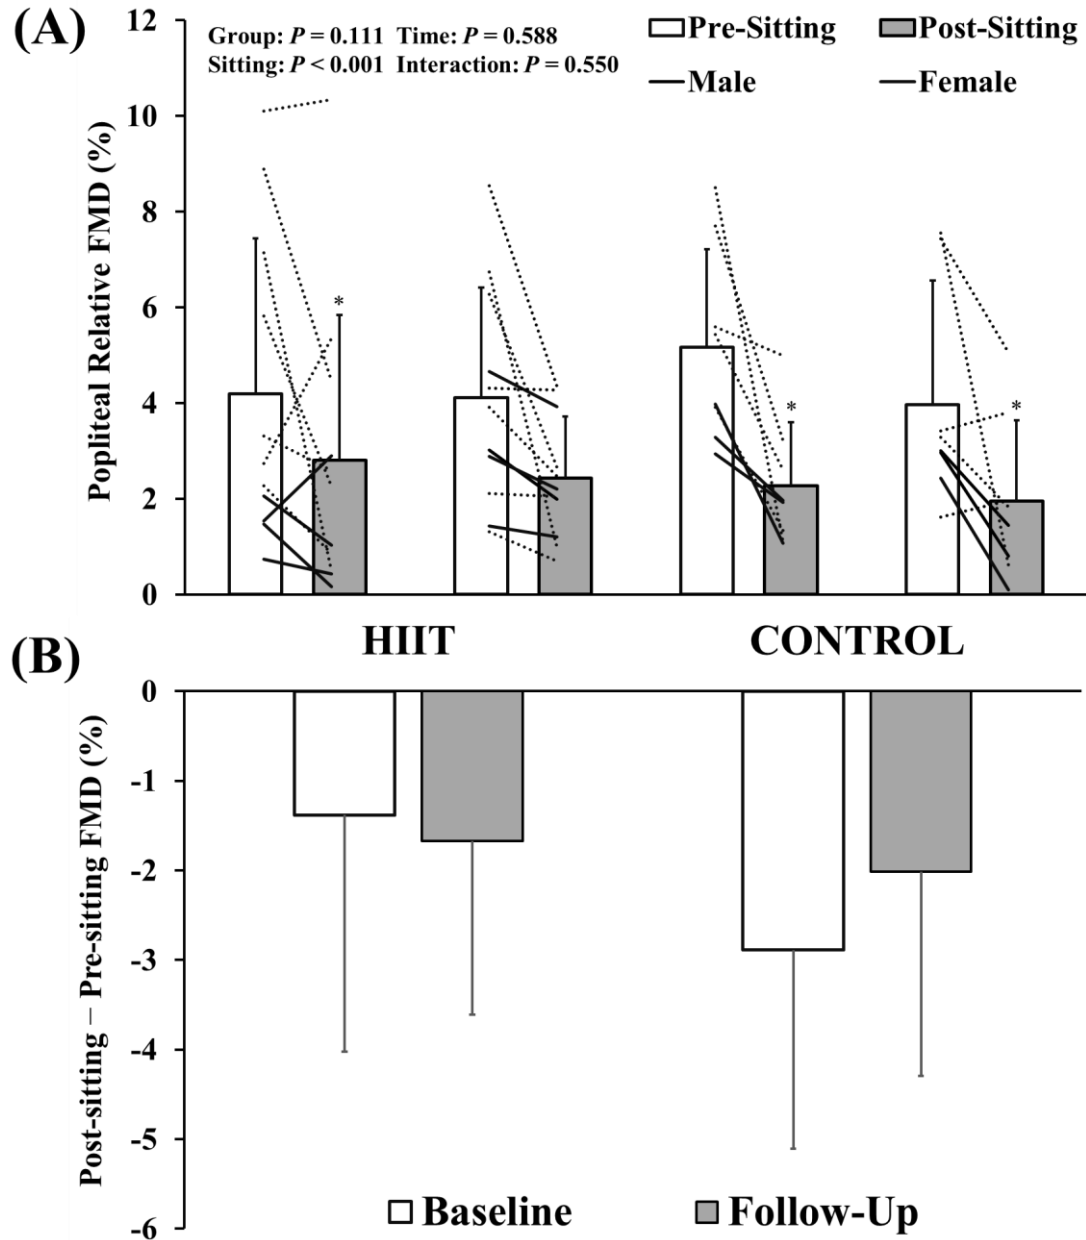 (A)
Popliteal Relative FMD (%)
12
10
8
6
4
2
0
Group: P = 0.111 Time: P = 0.588
Sitting: P < 0.001 Interaction: P = 0.550
Pre-Sitting Post-Sitting
Male Female
*
*
*
HIIT CONTROL
(B)
Post-sitting – Pre-sitting FMD (%)
0
-1
-2
-3
-4
-5
-6
Baseline Follow-Up